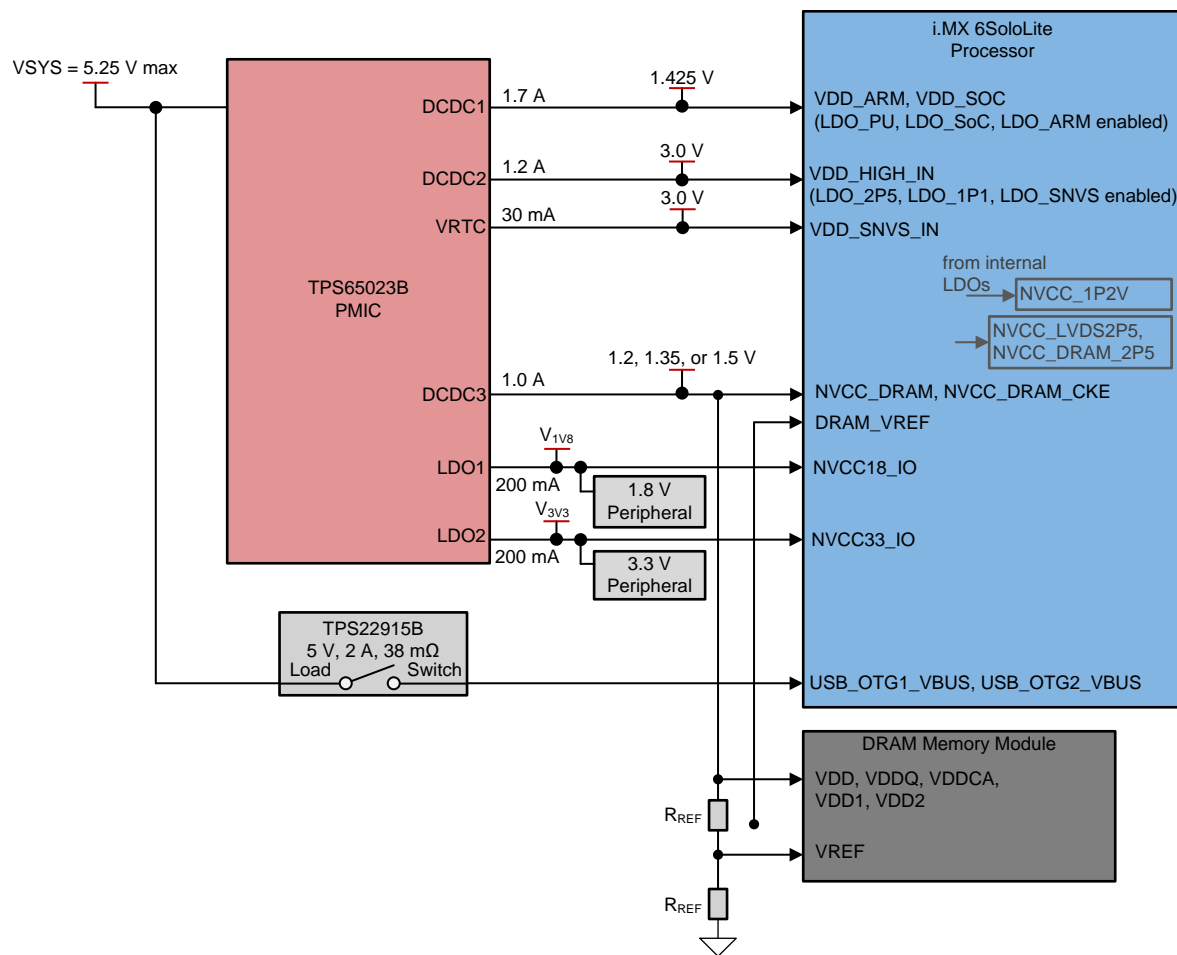 VSYS = 5.25 V max
TPS65023B
PMIC
DCDC1
1.7 A
1.425 V
DCDC2
1.2 A
3.0 V
VRTC
30 mA
3.0 V
DCDC3
1.0 A
1.2, 1.35, or 1.5 V
LDO1
200 mA
V1V8
1.8 V
Peripheral
LDO2
200 mA
V3V3
3.3 V
Peripheral
i.MX 6SoloLite
Processor
VDD_ARM, VDD_SOC
(LDO_PU, LDO_SoC, LDO_ARM enabled)
VDD_HIGH_IN
(LDO_2P5, LDO_1P1, LDO_SNVS enabled)
VDD_SNVS_IN
from internal
LDOs
NVCC_1P2V
NVCC_LVDS2P5,
NVCC_DRAM_2P5
NVCC_DRAM, NVCC_DRAM_CKE
DRAM_VREF
NVCC18_IO
NVCC33_IO
USB_OTG1_VBUS, USB_OTG2_VBUS
TPS22915B
5 V, 2 A, 38 mΩ
Load Switch
DRAM Memory Module
VDD, VDDQ, VDDCA,
VDD1, VDD2
VREF
RREF
RREF